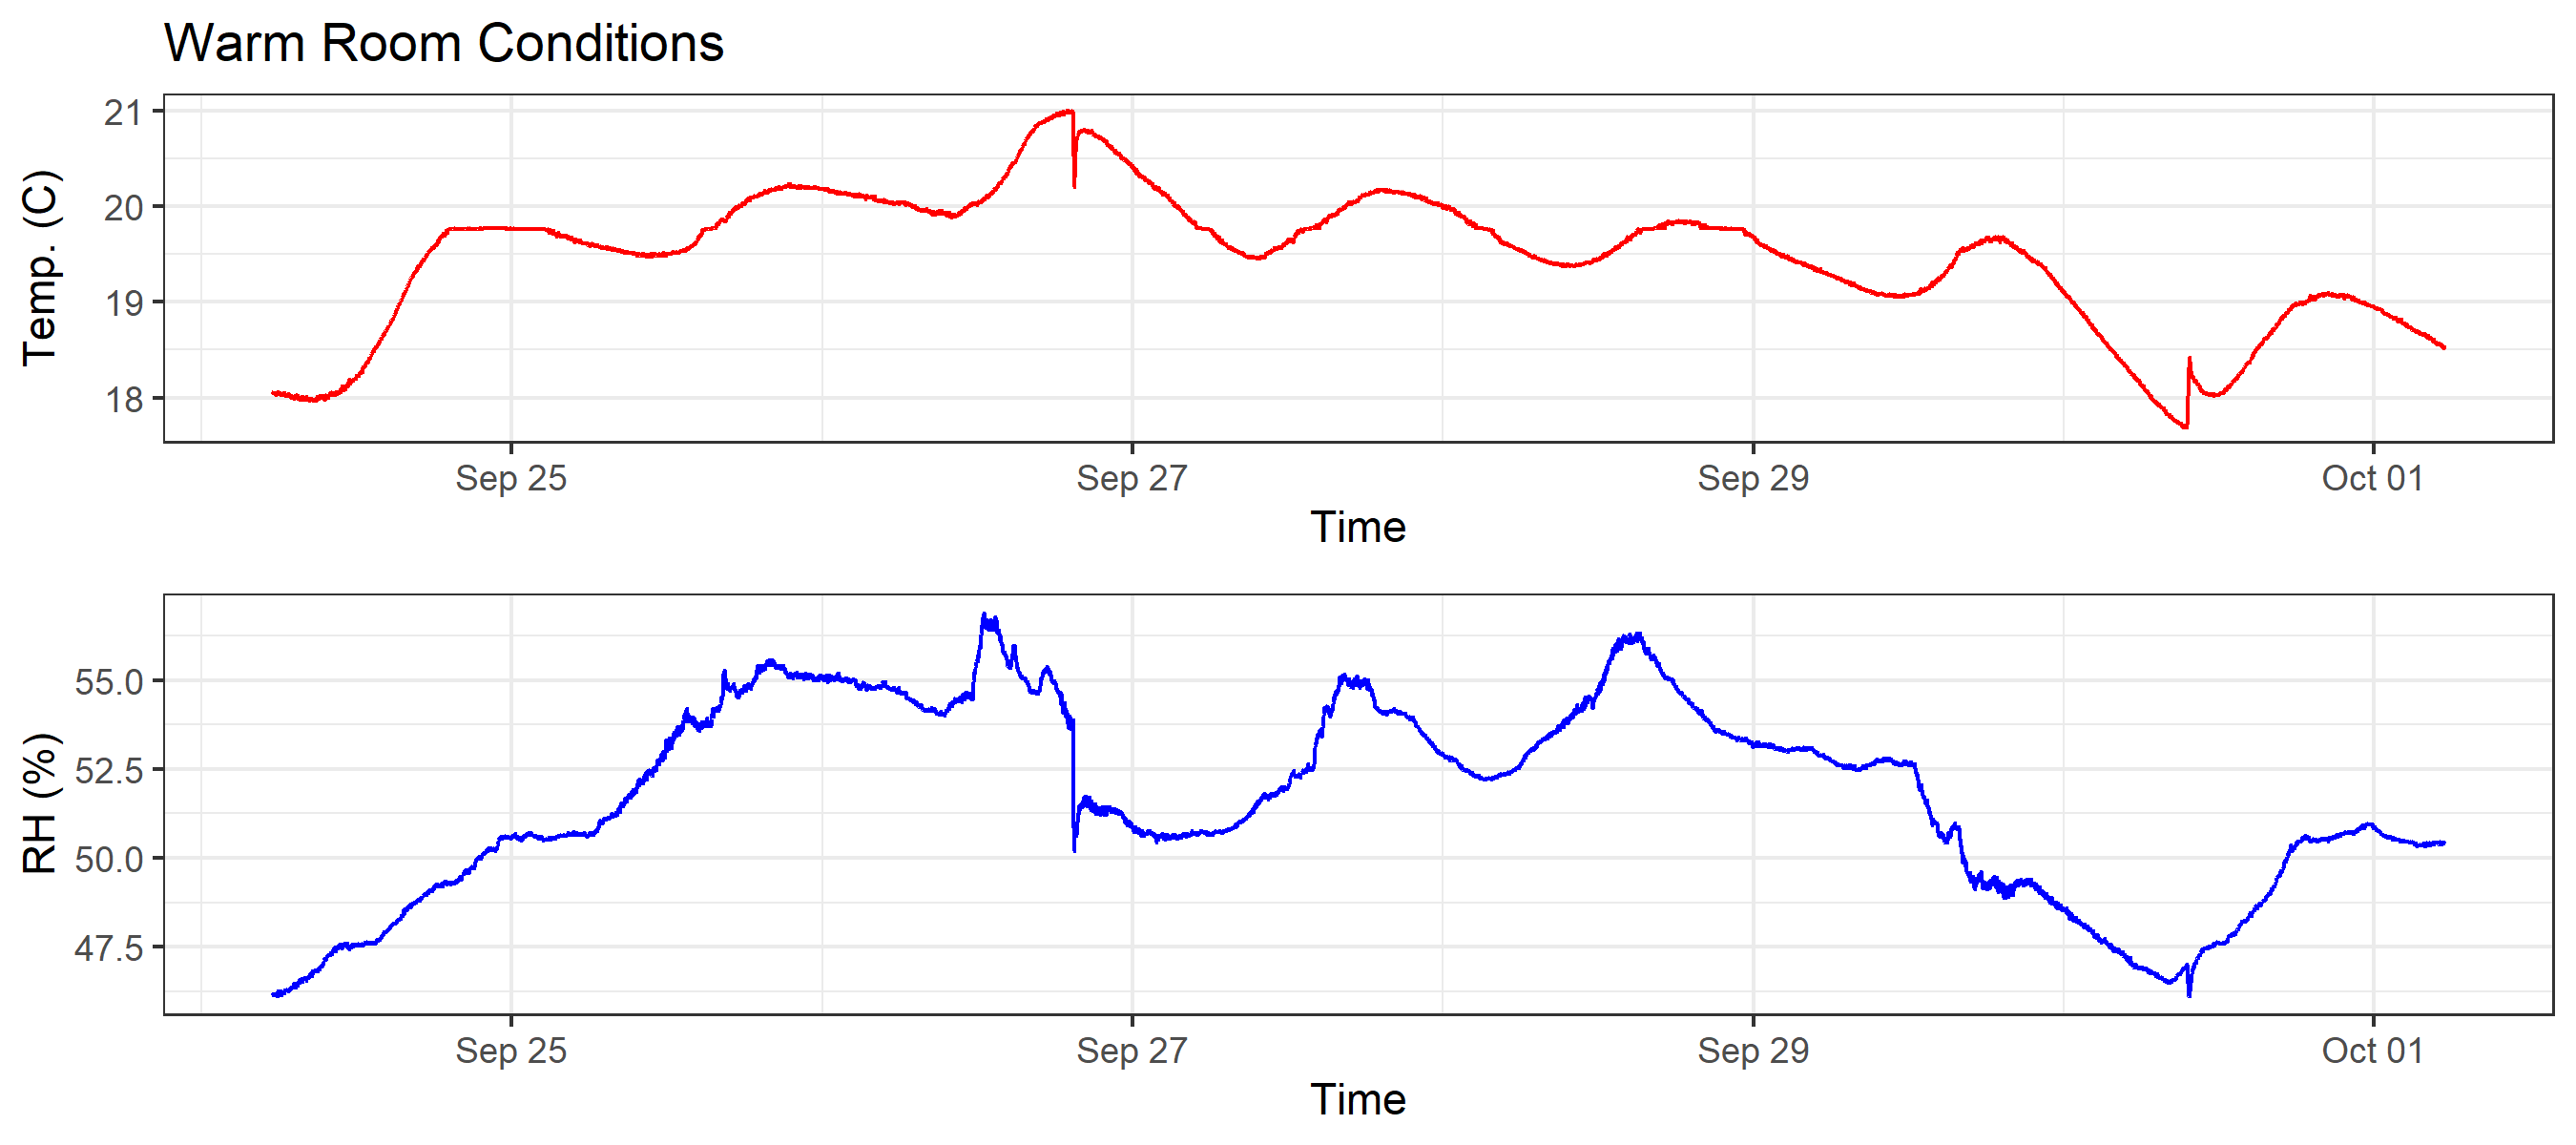 Warm Room Conditions
21
20
19
18
Temp. (C)
Sep 25 Sep 27 Sep 29 Oct 01
Time
55.0
52.5
50.0
47.5
RH (%)
Sep 25 Sep 27 Sep 29 Oct 01
Time